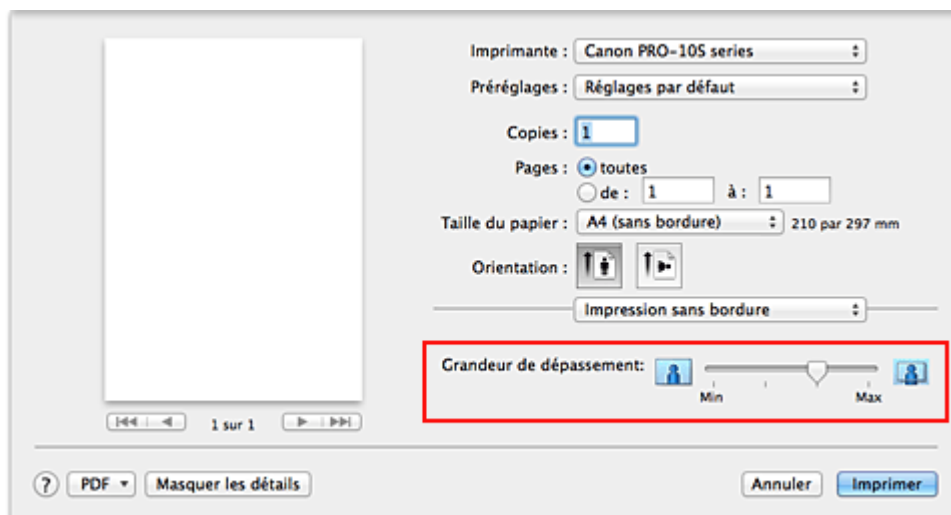 Imprimante : Canon PRO-10S series
Préréglages : Réglages par défaut
Copies : 1
Pages : toutes
de : 1 à : 1
Taille du papier : A4 (sans bordure) 210 par 297 mm
Orientation :
Impression sans bordure
Grandeur de dépassement:
Min Max
1 sur 1
? PDF Masquer les détails Annuler Imprimer